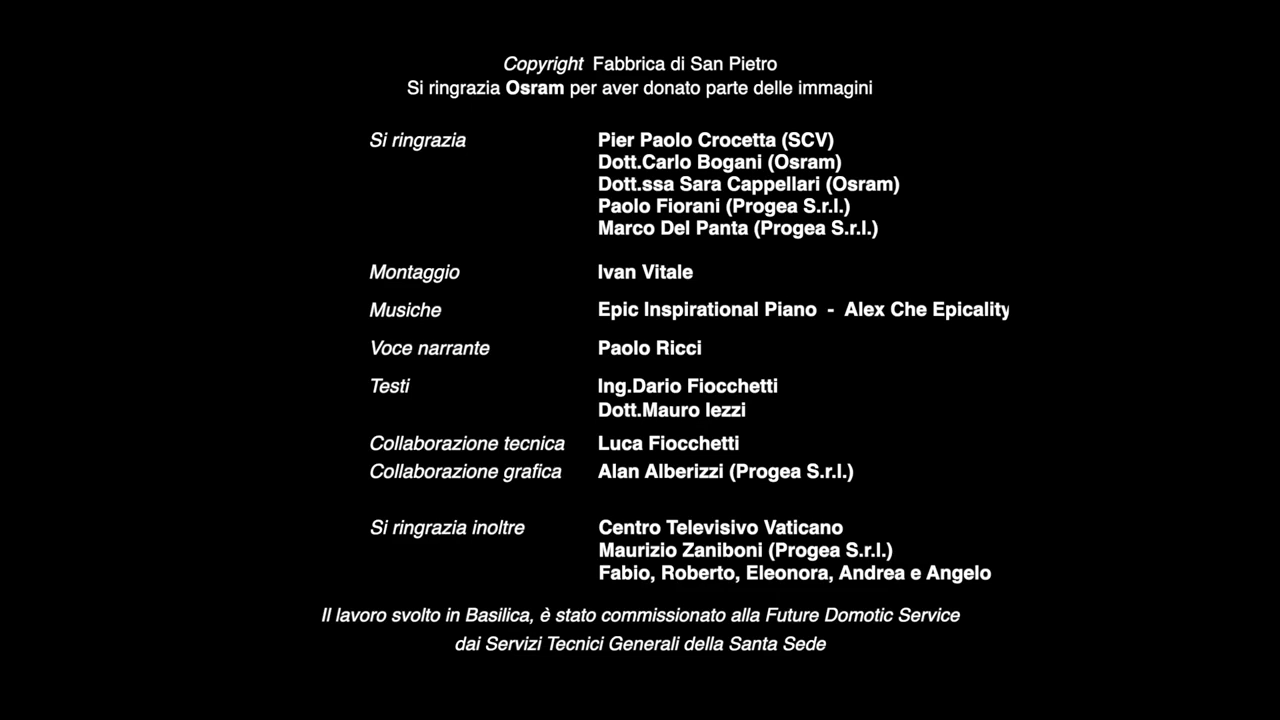 Copyright Fabbrica di San Pietro
Si ringrazia Osram per aver donato parte delle immagini
Si ringrazia Pier Paolo Crocetta (SCV)
Dott.Carlo Bogani (Osram)
Dott.ssa Sara Cappellari (Osram)
Paolo Fiorani (Progea S.r.l.)
Marco Del Panta (Progea S.r.l.)
Montaggio Ivan Vitale
Musiche Epic Inspirational Piano - Alex Che Epicality
Voce narrante Paolo Ricci
Testi Ing.Dario Fiocchetti
Dott.Mauro Iezzi
Collaborazione tecnica Luca Fiocchetti
Collaborazione grafica Alan Alberizzi (Progea S.r.l.)
Si ringrazia inoltre Centro Televisivo Vaticano
Maurizio Zaniboni (Progea S.r.l.)
Fabio, Roberto, Eleonora, Andrea e Angelo
Il lavoro svolto in Basilica, è stato commissionato alla Future Domotic Service
dai Servizi Tecnici Generali della Santa Sede